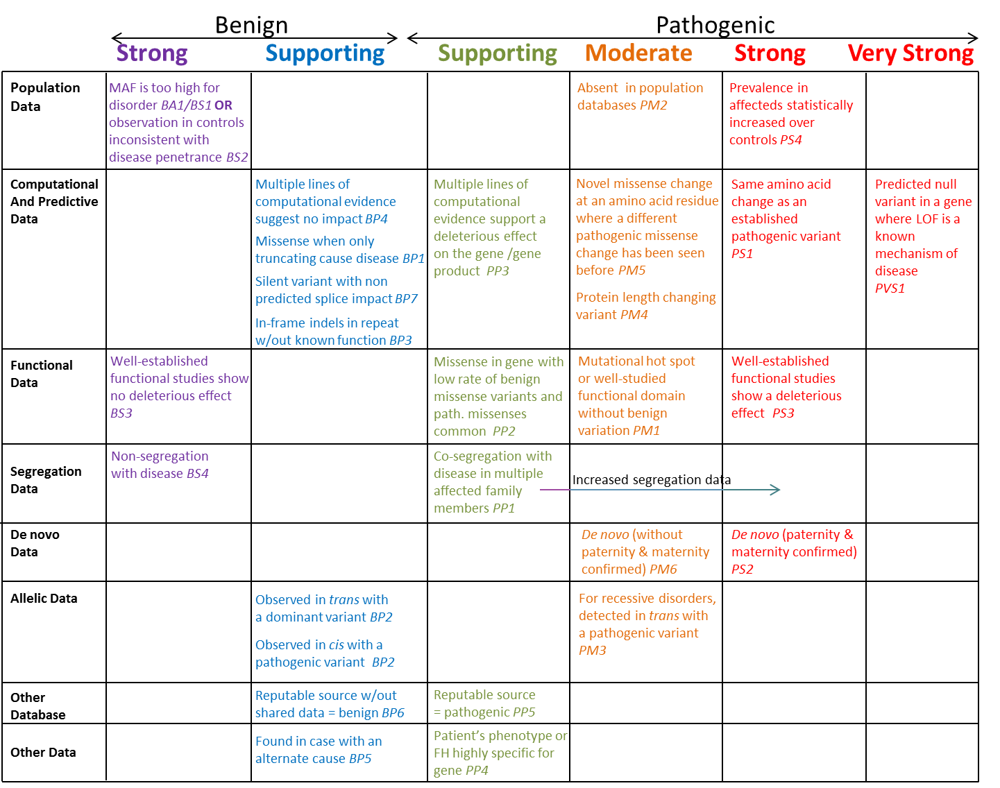 Benign
Pathogenic
Strong
Supporting
Supporting
Moderate
Strong
Very Strong
Population
Data
MAF is too high for
disorder BA1/BS1 OR
observation in controls
inconsistent with
disease penetrance BS2
Absent in population
databases PM2
Prevalence in
affecteds statistically
increased over
controls PS4
Computational
And Predictive
Data
Multiple lines of
computational evidence
suggest no impact BP4
Missense when only
truncating cause disease BP1
Silent variant with non
predicted splice impact BP7
In-frame indels in repeat
w/out known function BP3
Multiple lines of
computational
evidence support a
deleterious effect
on the gene /gene
product PP3
Novel missense change
at an amino acid residue
where a different
pathogenic missense
change has been seen
before PM5
Protein length changing
variant PM4
Same amino acid
change as an
established
pathogenic variant
PS1
Predicted null
variant in a gene
where LOF is a
known
mechanism of
disease
PVS1
Functional
Data
Well-established
functional studies show
no deleterious effect
BS3
Missense in gene with
low rate of benign
missense variants and
path. missenses
common PP2
Mutational hot spot
or well-studied
functional domain
without benign
variation PM1
Well-established
functional studies
show a deleterious
effect PS3
Segregation
Data
Non-segregation
with disease BS4
Co-segregation with
disease in multiple
affected family
members PP1
Increased segregation data
De novo
Data
De novo (without
paternity & maternity
confirmed) PM6
De novo (paternity &
maternity confirmed)
PS2
Allelic Data
Observed in trans with
a dominant variant BP2
Observed in cis with a
pathogenic variant BP2
For recessive disorders,
detected in trans with
a pathogenic variant
PM3
Other
Database
Reputable source w/out
shared data = benign BP6
Reputable source
= pathogenic PP5
Other Data
Found in case with an
alternate cause BP5
Patient’s phenotype or
FH highly specific for
gene PP4